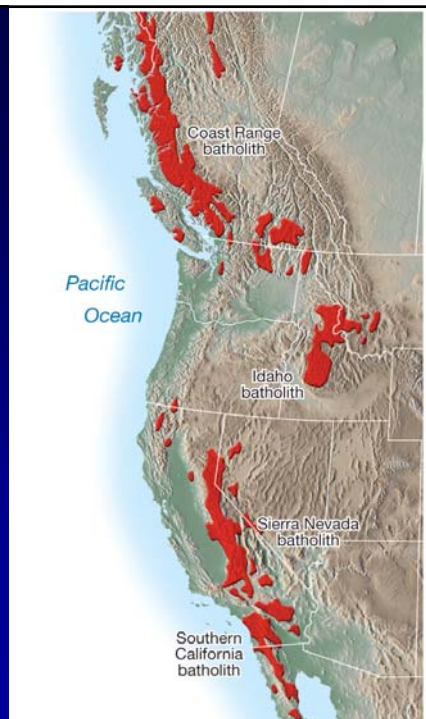 Coast Range
batholith
Pacific
Ocean
Idaho
batholith
Sierra Nevada
batholith
Southern
California
batholith